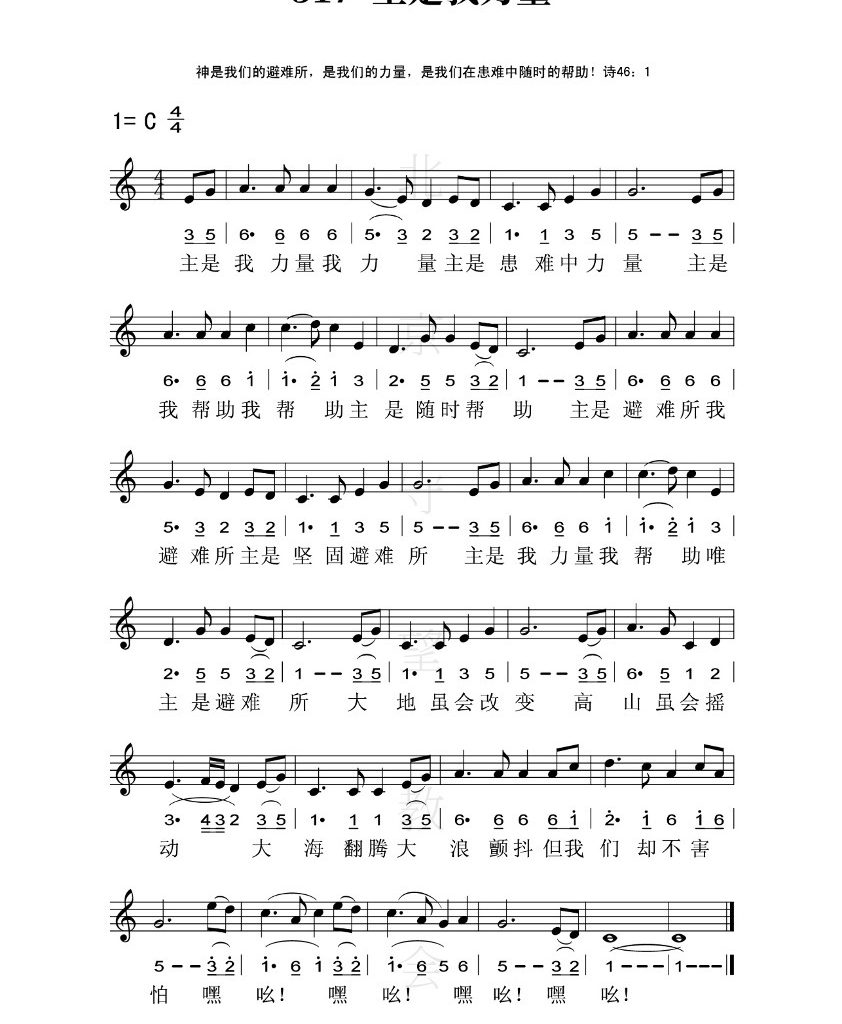 神是我们的避难所，是我们的力量，是我们在患难中随时的帮助！诗46：1
1= C 4/4
3 5 | 6· 6 6 6 | 5· 3 2 3 2 | 1· 1 3 5 | 5 – – 3 5 |
主是 我 力量我 力 量主是 患 难中力 量 主是
6· 6 6 i | i· 2 i 3 | 2· 5 5 3 2 | 1 – – 3 5 | 6· 6 6 6 |
我 帮助我 帮 助主 是随时帮 助 主是 避 难所我
5· 3 2 3 2 | 1· 1 3 5 | 5 – – 3 5 | 6· 6 6 i | i· 2 i 3 |
避 难所主是 坚 固避难 所 主是 我 力量我 帮 助唯
2· 5 5 3 2 | 1 – – 3 5 | 1· 1 3 5 | 5 – – 3 5 | 6· 5 1 2 |
主 是避难 所 大 地 虽会改 变 高 山 虽会摇
3· 4 3 2 3 5 | 1· 1 1 3 5 | 6· 6 6 6 i | 2· i 6 i 6 |
动 大 海 翻腾大 浪 颤抖但我 们 却不害
5 – – 3 2 | i· 6 i 3 2 | i· 6 5 6 | 5 – – 3 2 | 1 – – – | 1 – – – |
怕 嘿 吆！ 嘿 吆！ 嘿 吆！嘿 吆！
北京守望教会